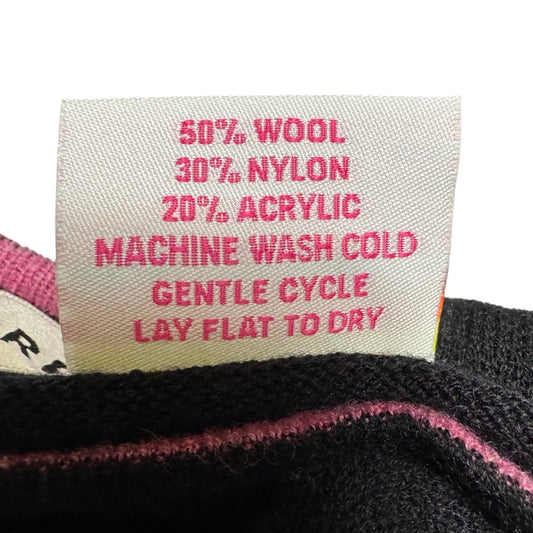 50% WOOL
30% NYLON
20% ACRYLIC
MACHINE WASH COLD
GENTLE CYCLE
LAY FLAT TO DRY